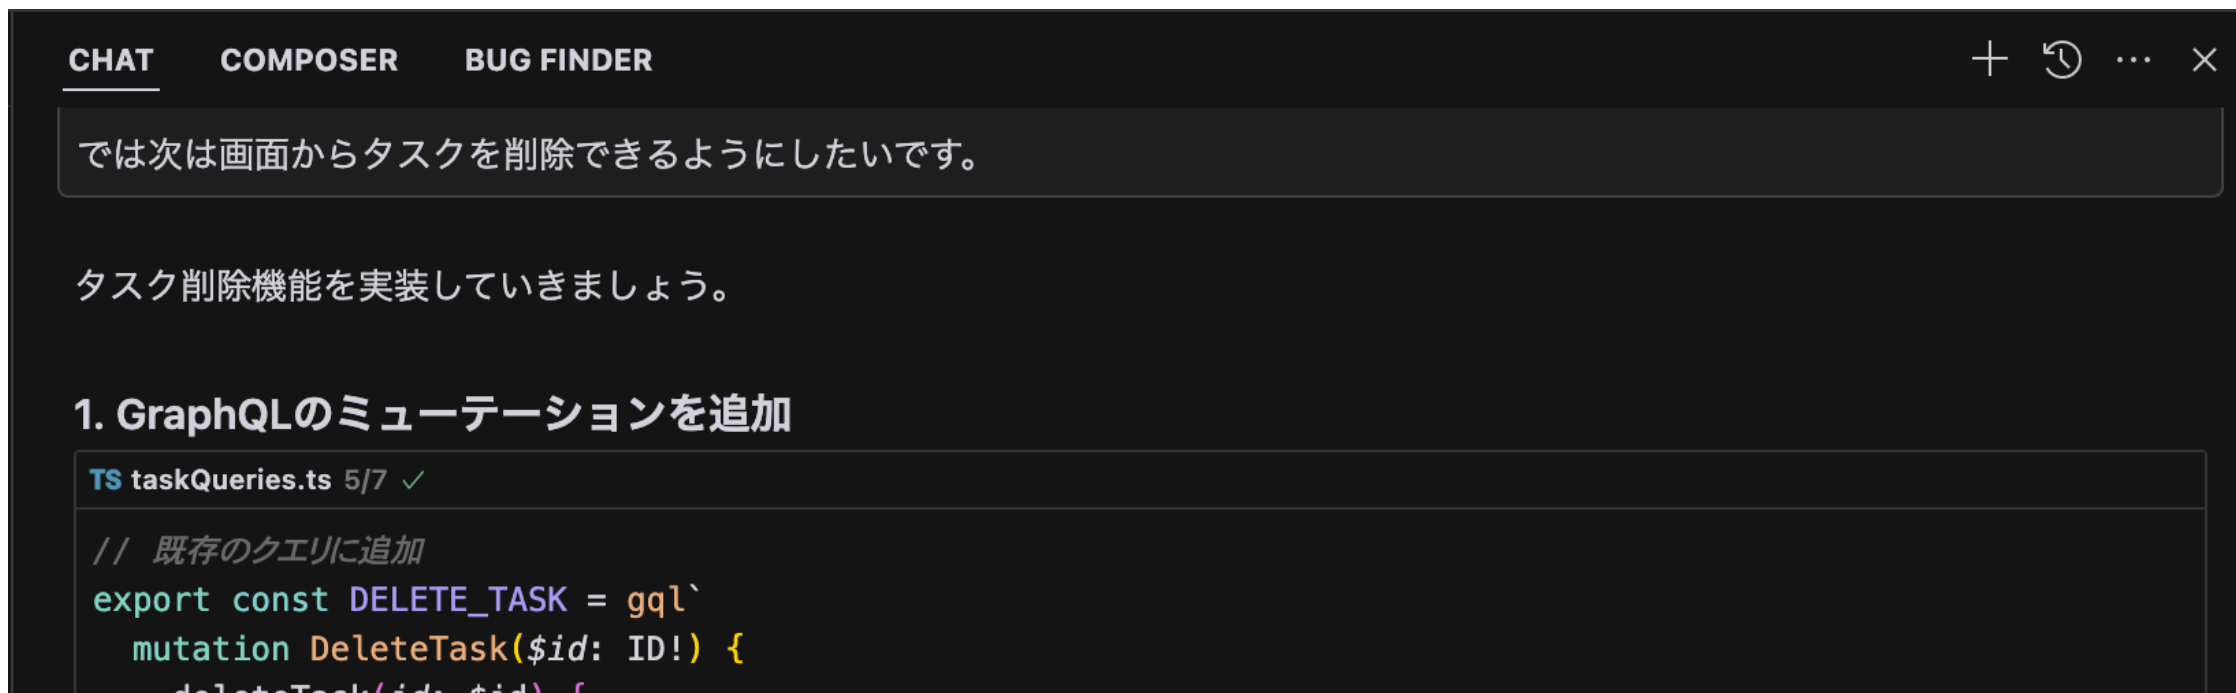 CHAT COMPOSER BUG FINDER
では次は画面からタスクを削除できるようにしたいです。
タスク削除機能を実装していきましょう。
1. GraphQLのミューテーションを追加
TS taskQueries.ts 5/7
// 既存のクエリに追加
export const DELETE_TASK = gql`
mutation DeleteTask($id: ID!) {
deleteTask(id: $id) {